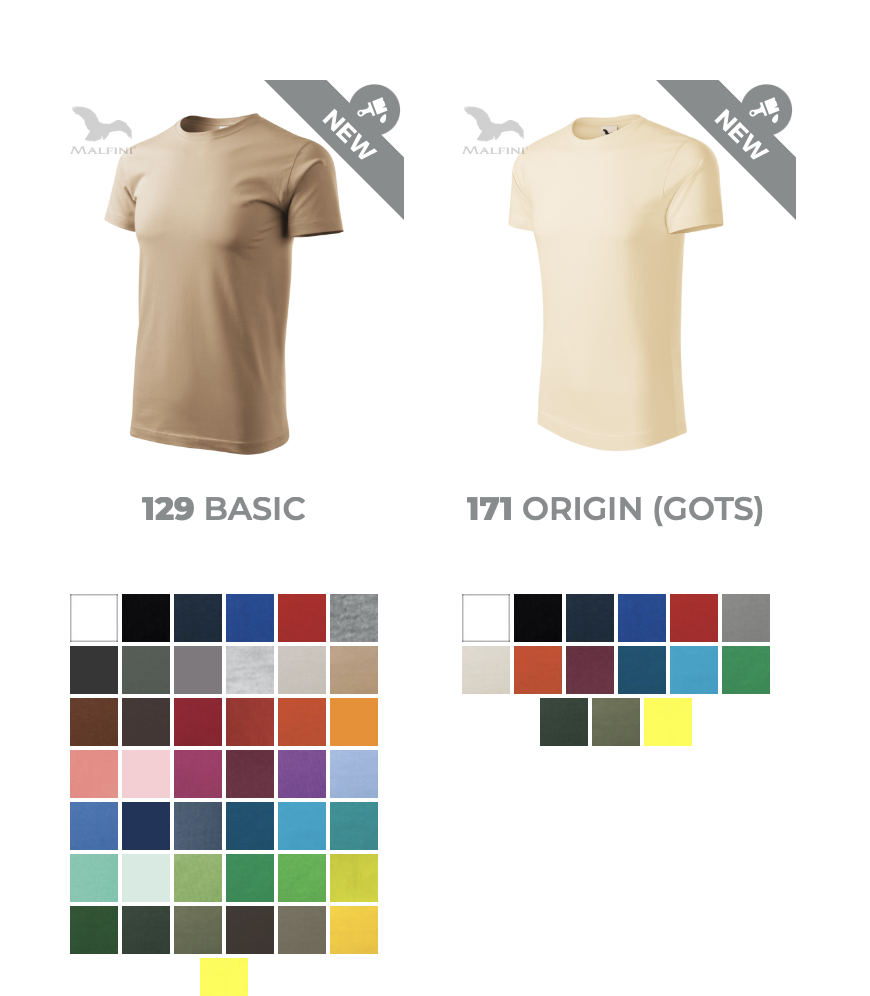 MALFINI
NEW
MALFINI
NEW
129 BASIC
171 ORIGIN (GOTS)